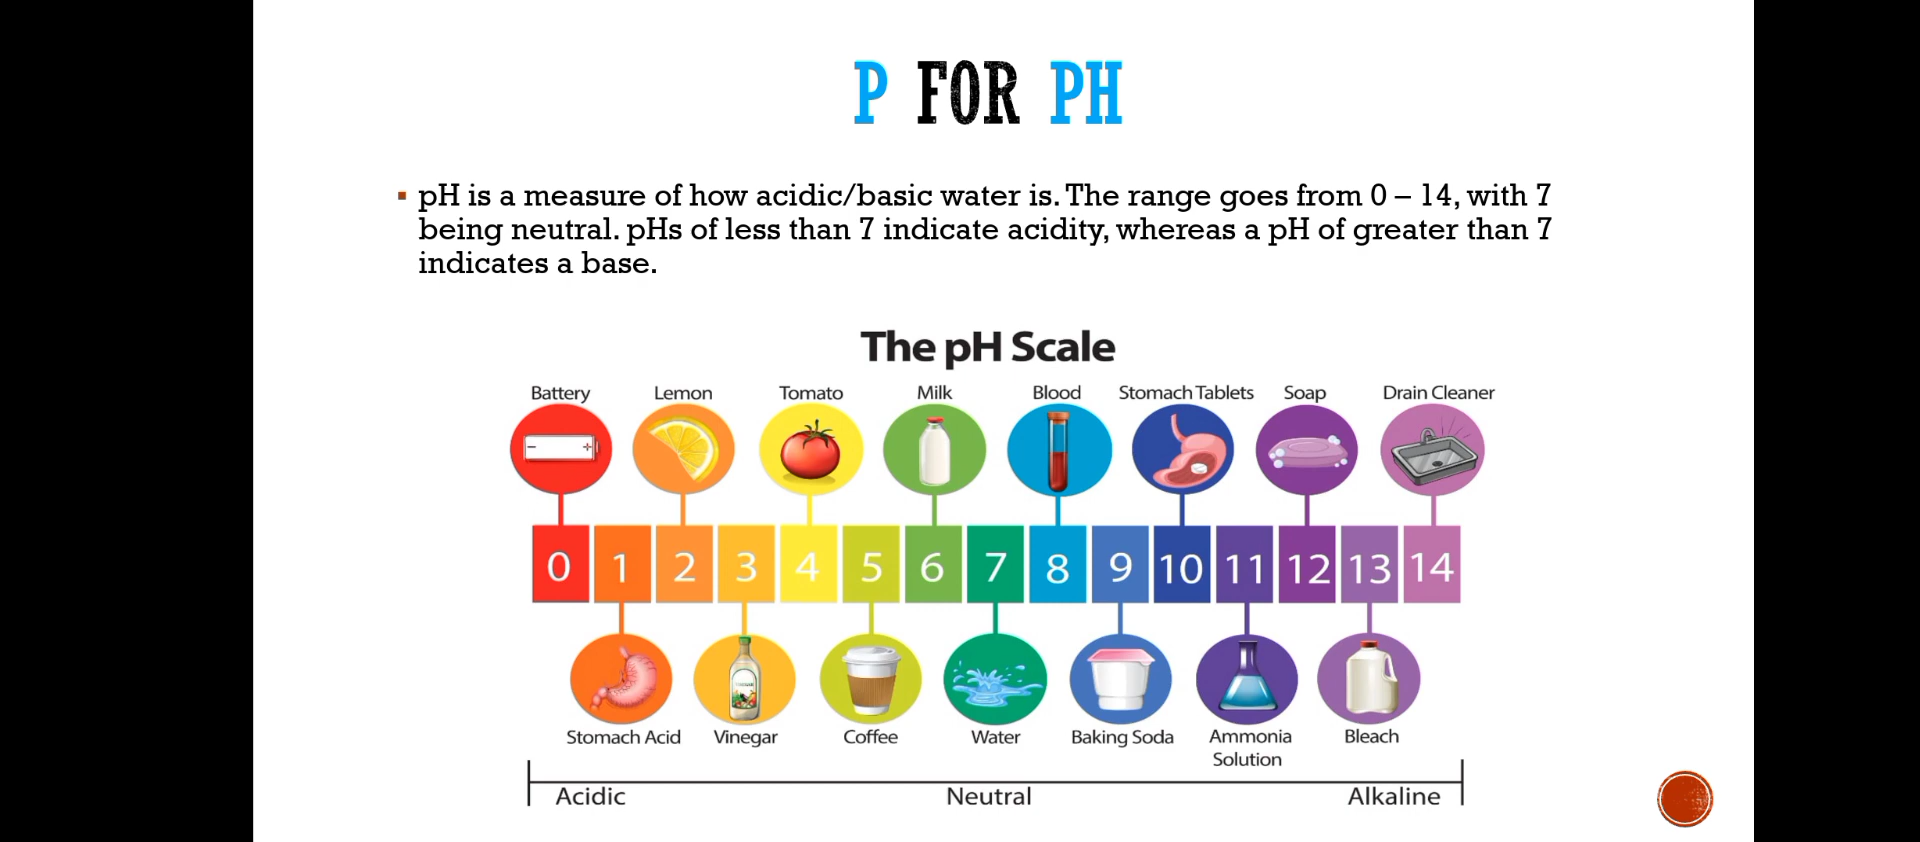 P FOR PH
pH is a measure of how acidic/basic water is. The range goes from 0 – 14, with 7
being neutral. pHs of less than 7 indicate acidity, whereas a pH of greater than 7
indicates a base.
The pH Scale
Battery Lemon Tomato Milk Blood Stomach Tablets Soap Drain Cleaner
0 1 2 3 4 5 6 7 8 9 10 11 12 13 14
Stomach Acid Vinegar Coffee Water Baking Soda Ammonia Bleach
Solution
Acidic Neutral Alkaline